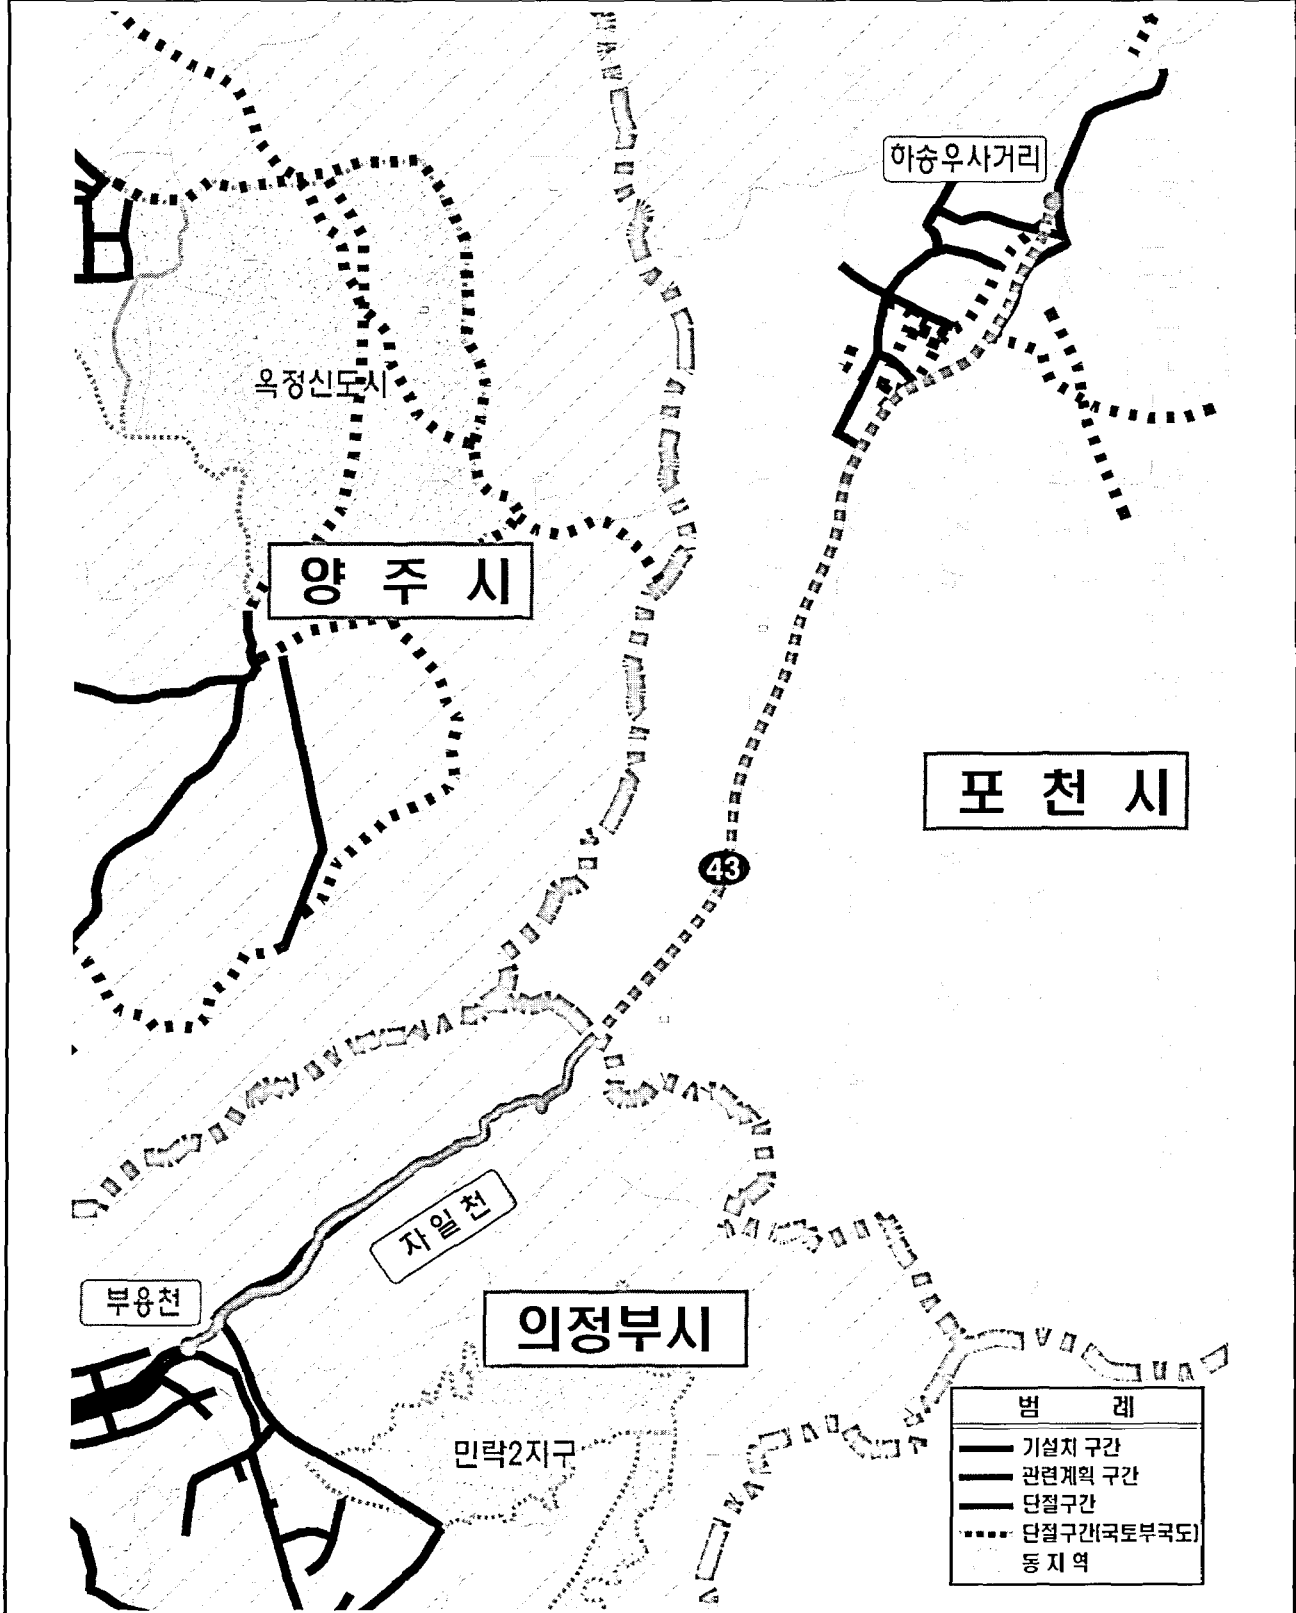 하송우사거리
옥정신도시
양 주 시
포 천 시
43
자일천
부용천
의정부시
민락2지구
범 례
기설치 구간
관련계획 구간
단절구간
단절구간(국토부국도)
동지역